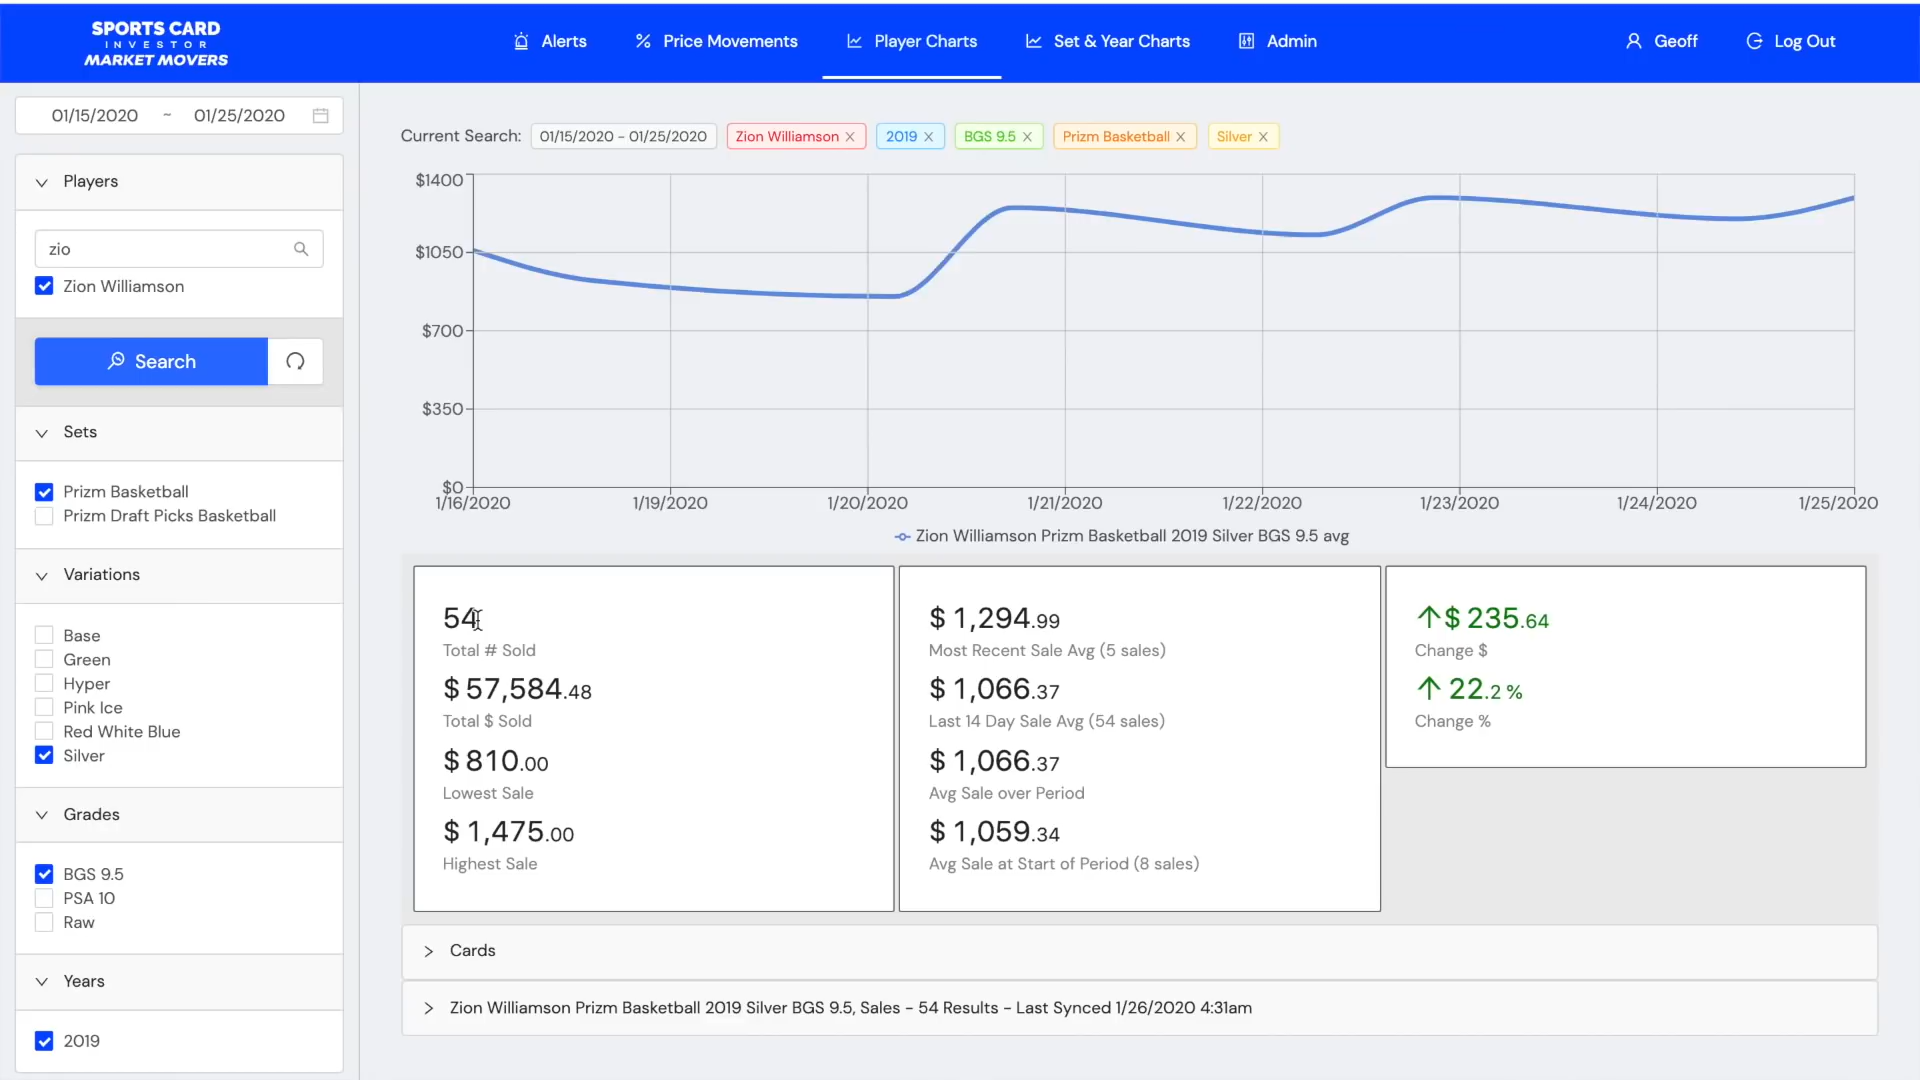 SPORTS CARD
INVESTOR
MARKET MOVERS
Alerts
Price Movements
Player Charts
Set & Year Charts
Admin
Geoff
Log Out
01/15/2020 ~ 01/25/2020
Players
zio
Zion Williamson
Search
Sets
Prizm Basketball
Prizm Draft Picks Basketball
Variations
Base
Green
Hyper
Pink Ice
Red White Blue
Silver
Grades
BGS 9.5
PSA 10
Raw
Years
2019
Current Search: 01/15/2020 - 01/25/2020 Zion Williamson 2019 BGS 9.5 Prizm Basketball Silver
$1400
$1050
$700
$350
$0
1/16/2020 1/19/2020 1/20/2020 1/21/2020 1/22/2020 1/23/2020 1/24/2020 1/25/2020
Zion Williamson Prizm Basketball 2019 Silver BGS 9.5 avg
54
Total # Sold
$ 57,584.48
Total $ Sold
$ 810.00
Lowest Sale
$ 1,475.00
Highest Sale
$ 1,294.99
Most Recent Sale Avg (5 sales)
$ 1,066.37
Last 14 Day Sale Avg (54 sales)
$ 1,066.37
Avg Sale over Period
$ 1,059.34
Avg Sale at Start of Period (8 sales)
↑$ 235.64
Change $
↑ 22.2 %
Change %
Cards
Zion Williamson Prizm Basketball 2019 Silver BGS 9.5, Sales - 54 Results - Last Synced 1/26/2020 4:31am